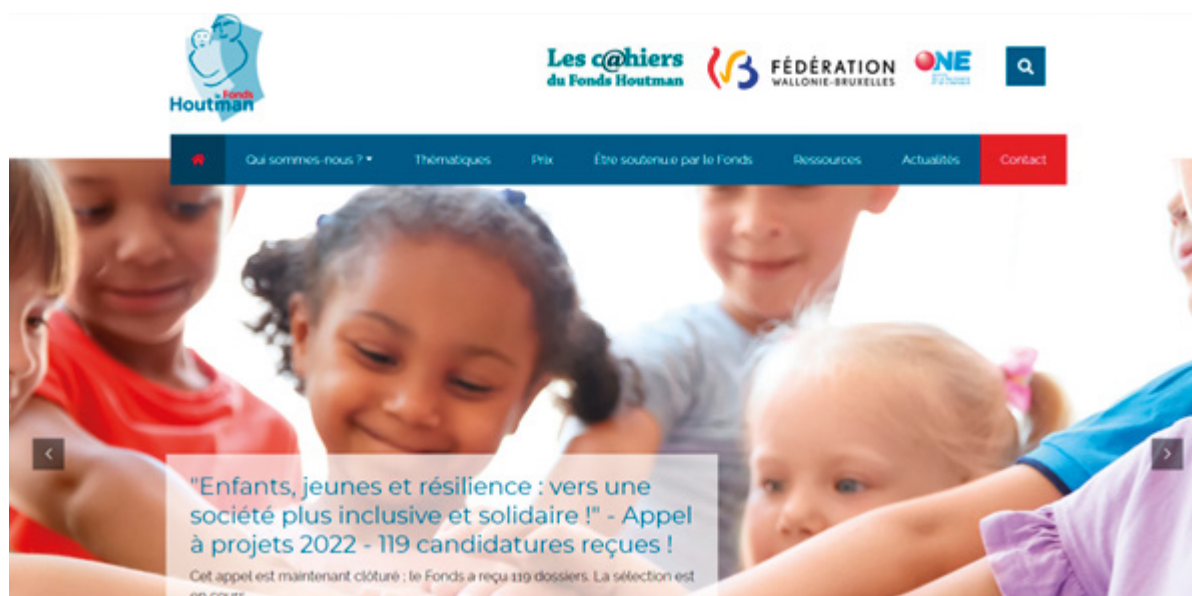 Fonds
Houtman
Les c@hiers
du Fonds Houtman
FÉDÉRATION
WALLONIE-BRUXELLES
ONE
Qui sommes-nous ?
Thématiques
Prix
Être soutenu.e par le Fonds
Ressources
Actualités
Contact
"Enfants, jeunes et résilience : vers une
société plus inclusive et solidaire !" - Appel
à projets 2022 - 119 candidatures reçues !
Cet appel est maintenant clôturé : le Fonds a reçu 119 dossiers. La sélection est
en cours